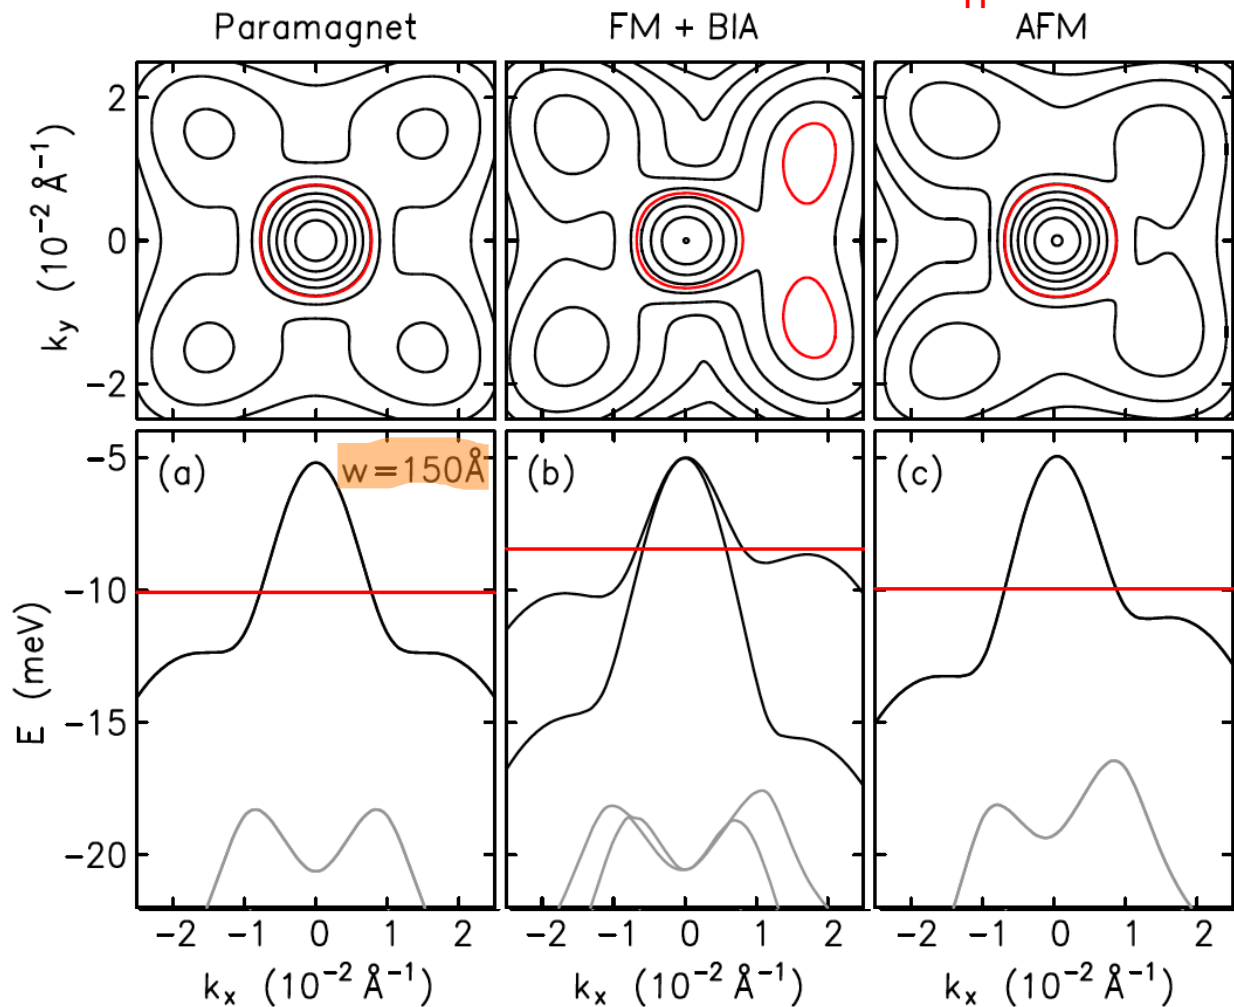 Paramagnet FM + BIA AFM
k_y (10⁻² Å⁻¹)
2
0
−2
(a) w=150Å (b) (c)
E (meV)
−5
−10
−15
−20
−2 −1 0 1 2 −2 −1 0 1 2 −2 −1 0 1 2
k_x (10⁻² Å⁻¹) k_x (10⁻² Å⁻¹) k_x (10⁻² Å⁻¹)